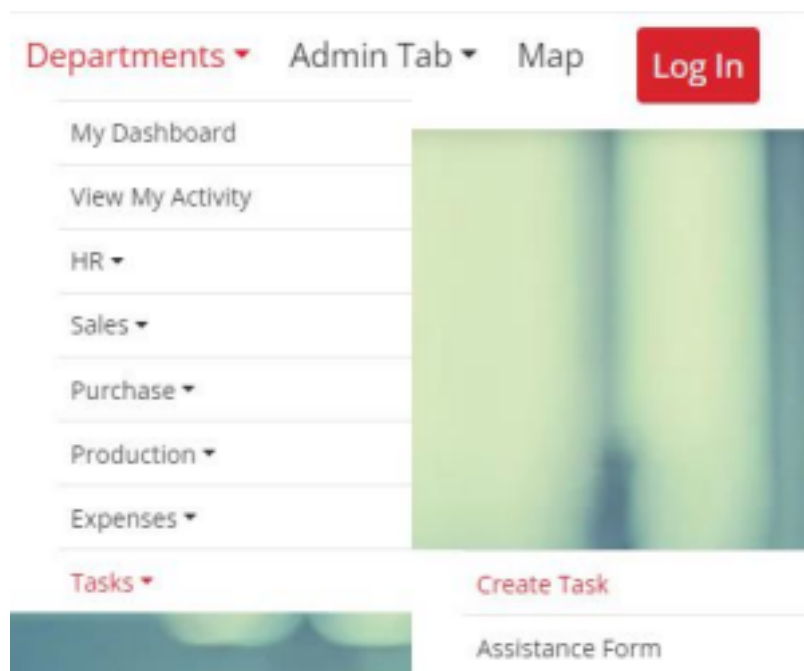 Departments Admin Tab Map Log In
My Dashboard
View My Activity
HR
Sales
Purchase
Production
Expenses
Tasks
Create Task
Assistance Form